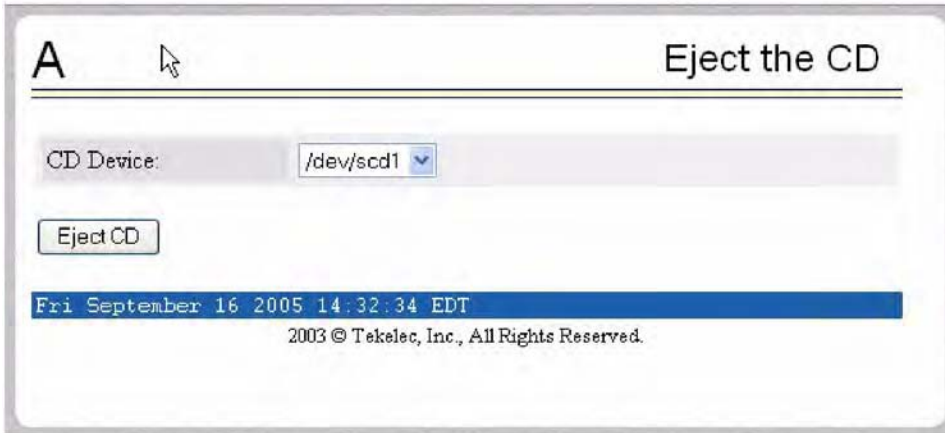 A Eject the CD
CD Device: /dev/scd1
Eject CD
Fri September 16 2005 14:32:34 EDT
2003 © Tekelec, Inc., All Rights Reserved.